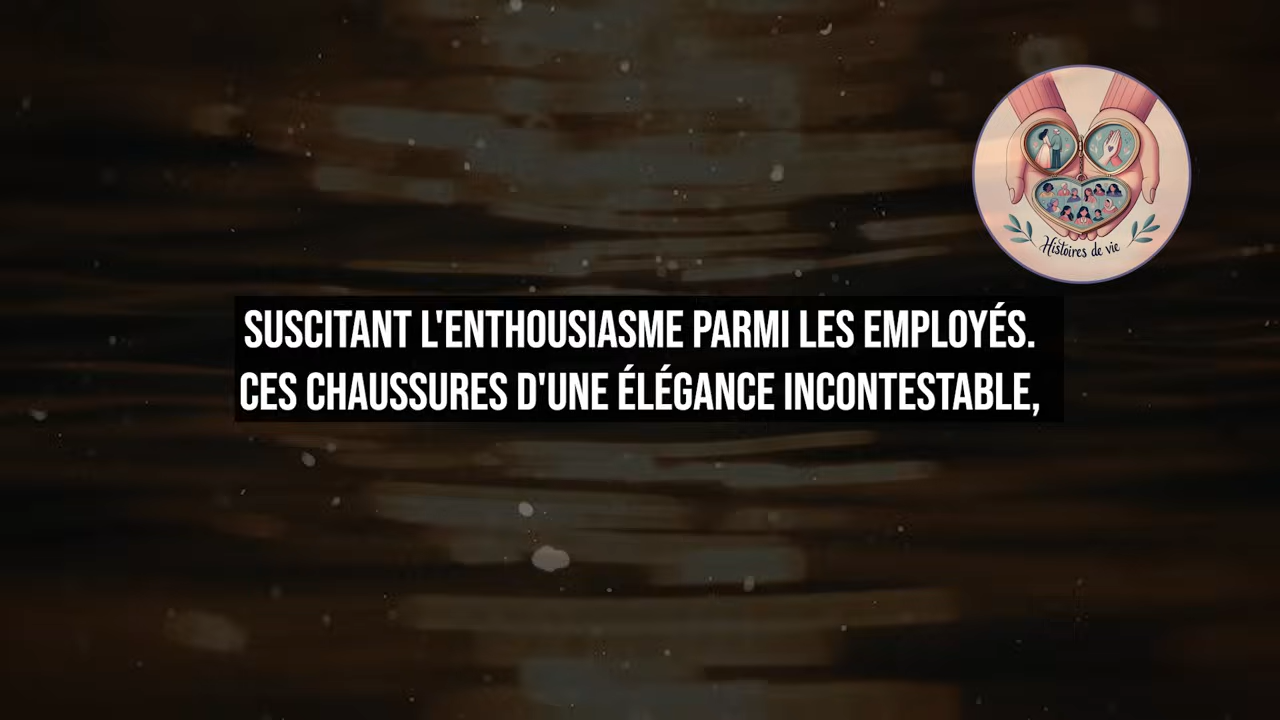 Histoires de vie
SUSCITANT L'ENTHOUSIASME PARMI LES EMPLOYÉS.
CES CHAUSSURES D'UNE ÉLÉGANCE INCONTESTABLE,